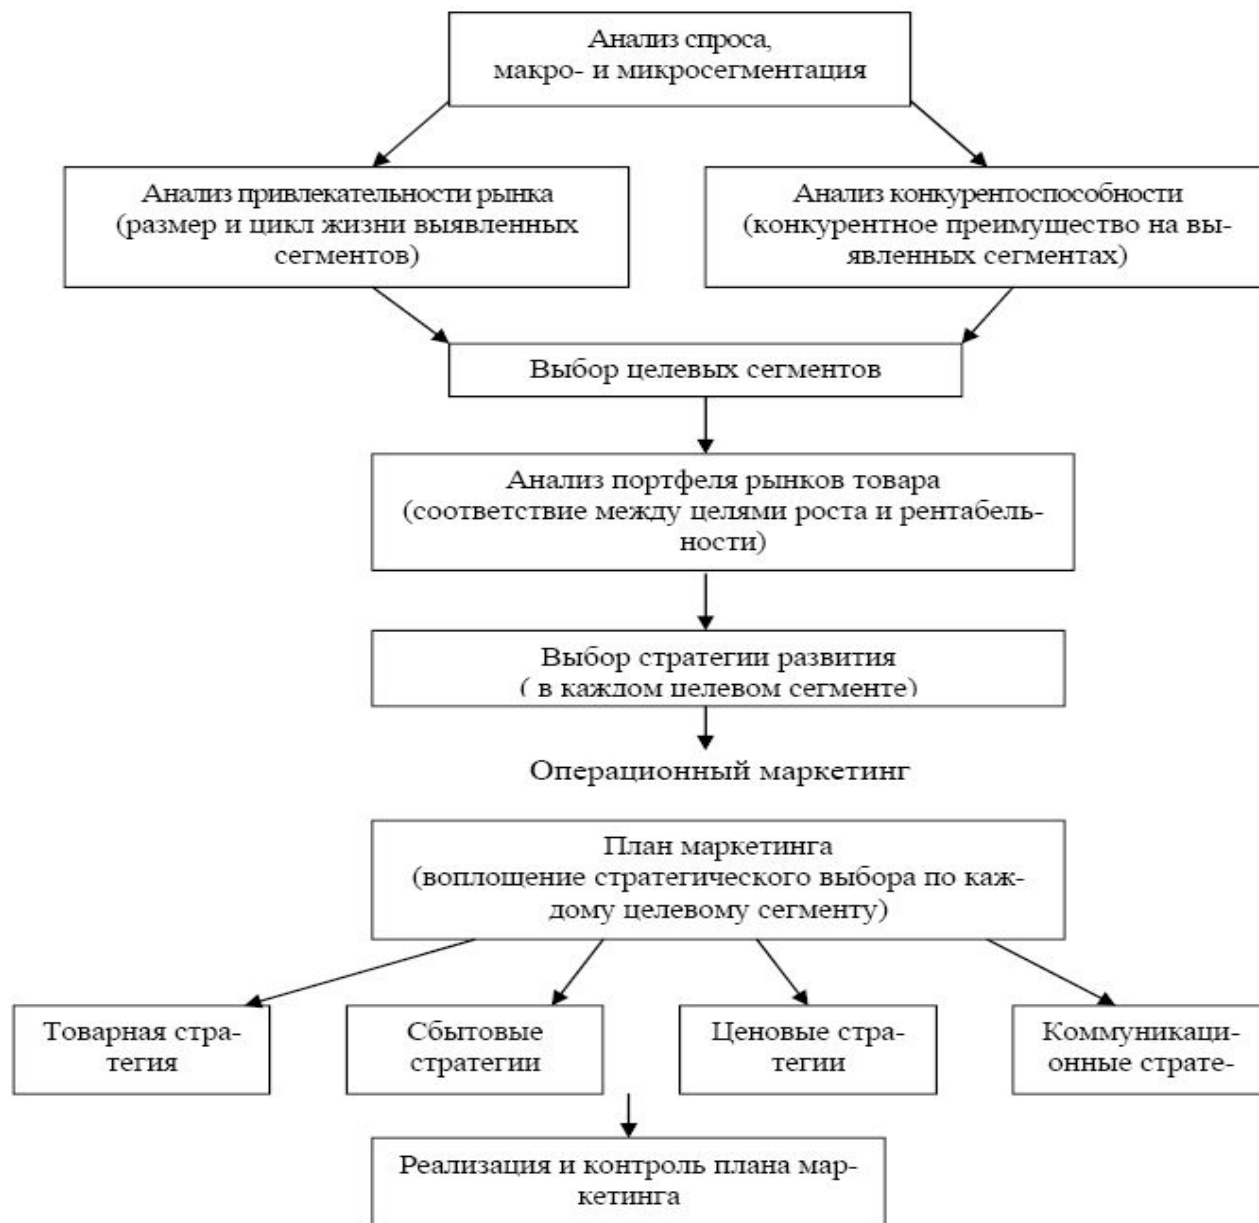 Анализ спроса,
макро- и микросегментация
Анализ привлекательности рынка
(размер и цикл жизни выявленных
сегментов)
Анализ конкурентоспособности
(конкурентное преимущество на вы-
явленных сегментах)
Выбор целевых сегментов
Анализ портфеля рынков товара
(соответствие между целями роста и рентабель-
ности)
Выбор стратегии развития
( в каждом целевом сегменте)
Операционный маркетинг
План маркетинга
(воплощение стратегического выбора по каж-
дому целевому сегменту)
Товарная стра-
тегия
Сбытовые
стратегии
Ценовые стра-
тегии
Коммуникаци-
онные страте-
Реализация и контроль плана мар-
кетинга